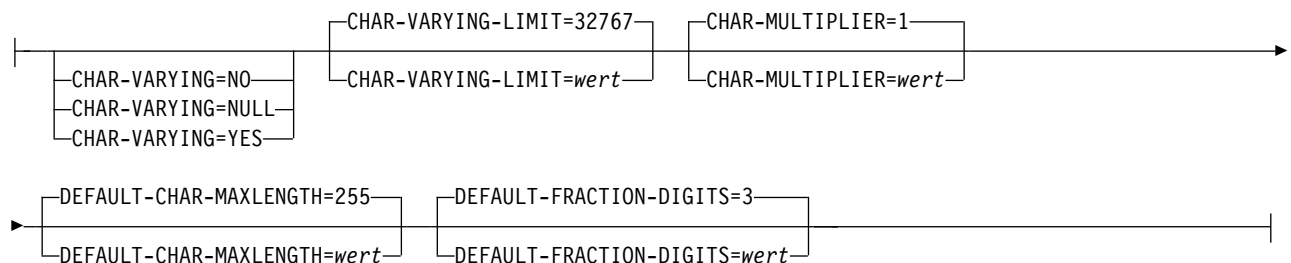 CHAR-VARYING-LIMIT=32767 CHAR-MULTIPLIER=1
CHAR-VARYING=NO CHAR-VARYING-LIMIT=wert CHAR-MULTIPLIER=wert
CHAR-VARYING=NULL
CHAR-VARYING=YES
DEFAULT-CHAR-MAXLENGTH=255 DEFAULT-FRACTION-DIGITS=3
DEFAULT-CHAR-MAXLENGTH=wert DEFAULT-FRACTION-DIGITS=wert